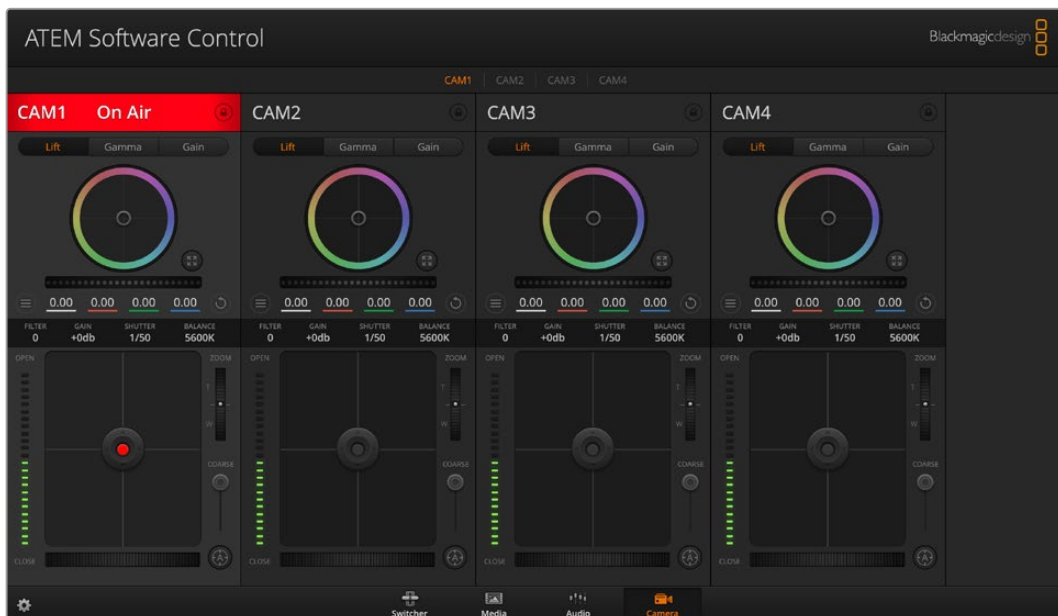 ATEM Software Control
Blackmagicdesign
CAM1 CAM2 CAM3 CAM4
CAM1 On Air
Lift Gamma Gain
0.00 0.00 0.00 0.00
FILTER GAIN SHUTTER BALANCE
0 +0db 1/50 5600K
OPEN ZOOM
T
W
COARSE
A
CLOSE
CAM2
Lift Gamma Gain
0.00 0.00 0.00 0.00
FILTER GAIN SHUTTER BALANCE
0 +0db 1/50 5600K
OPEN ZOOM
T
W
COARSE
A
CLOSE
CAM3
Lift Gamma Gain
0.00 0.00 0.00 0.00
FILTER GAIN SHUTTER BALANCE
0 +0db 1/50 5600K
OPEN ZOOM
T
W
COARSE
A
CLOSE
CAM4
Lift Gamma Gain
0.00 0.00 0.00 0.00
FILTER GAIN SHUTTER BALANCE
0 +0db 1/50 5600K
OPEN ZOOM
T
W
COARSE
A
CLOSE
Switcher Media Audio Camera